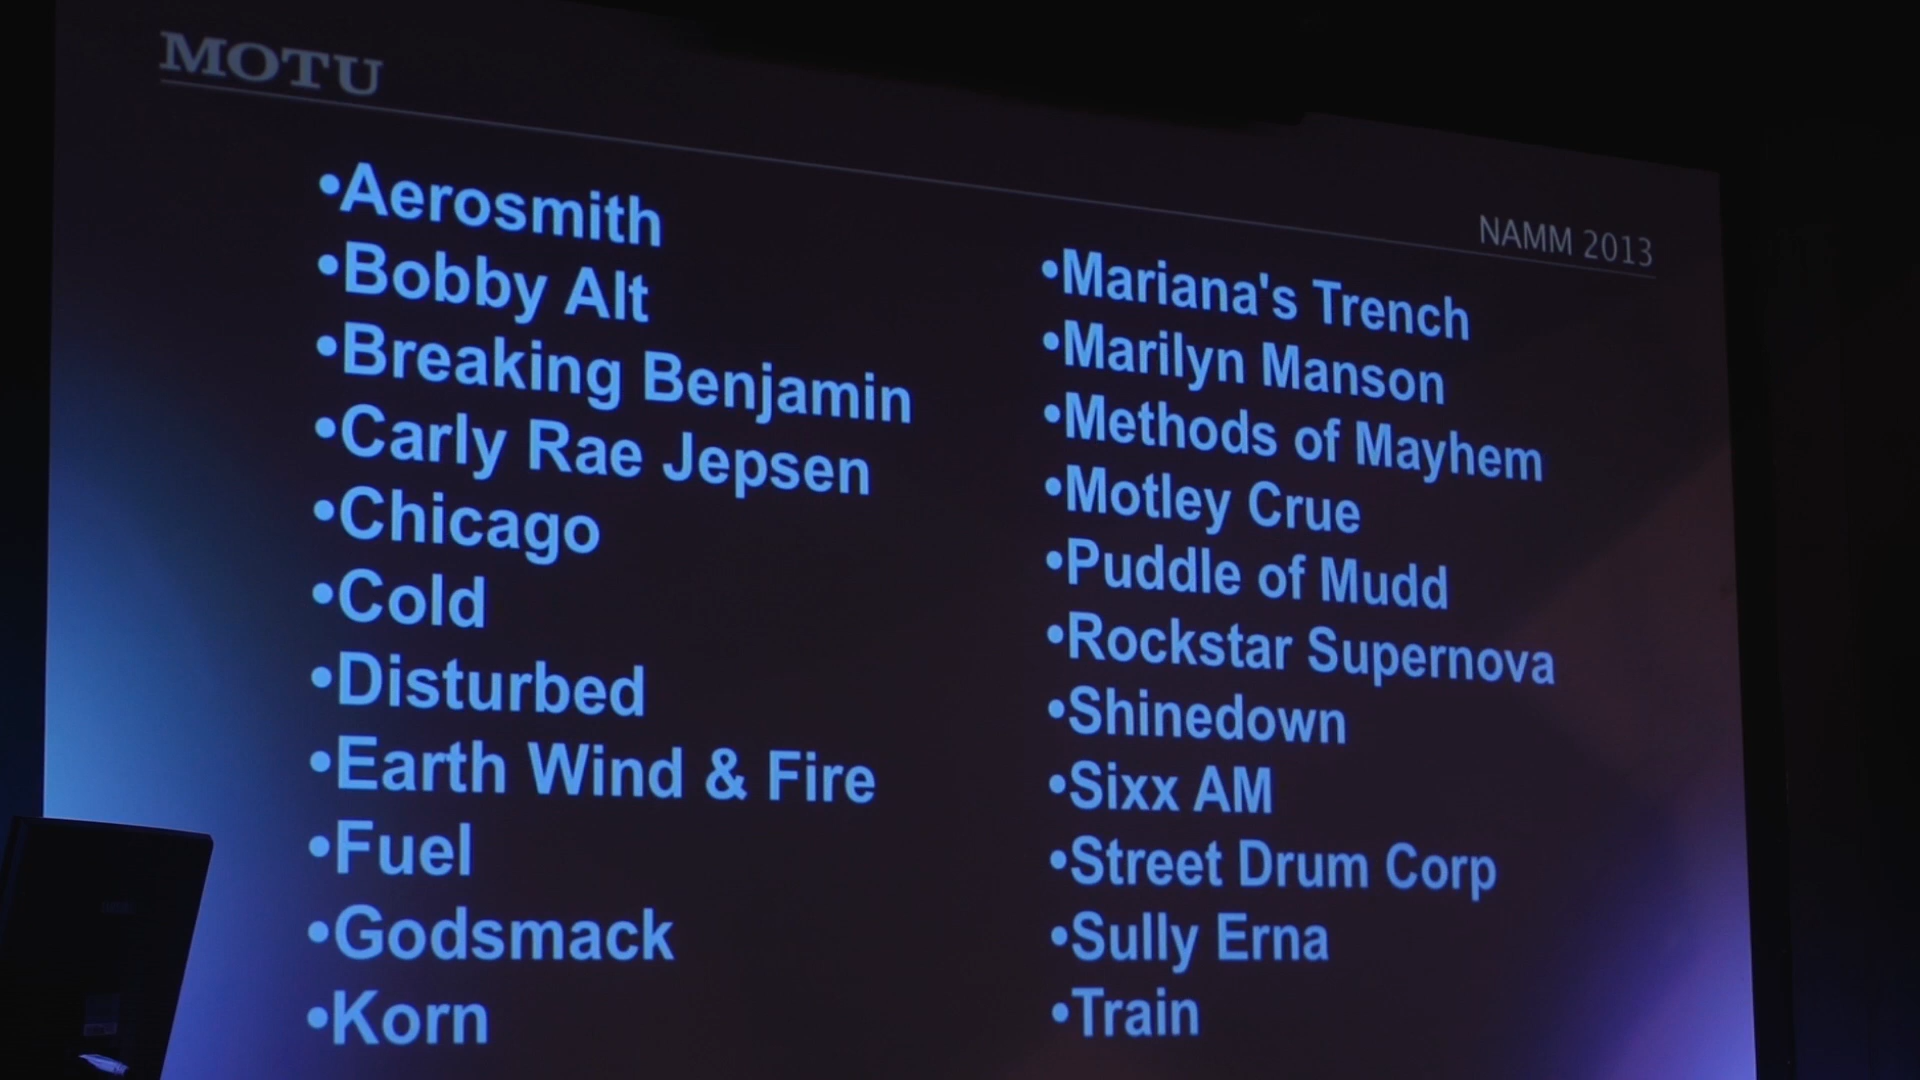 MOTU
NAMM 2013
•Aerosmith
•Bobby Alt
•Breaking Benjamin
•Carly Rae Jepsen
•Chicago
•Cold
•Disturbed
•Earth Wind & Fire
•Fuel
•Godsmack
•Korn
•Mariana's Trench
•Marilyn Manson
•Methods of Mayhem
•Motley Crue
•Puddle of Mudd
•Rockstar Supernova
•Shinedown
•Sixx AM
•Street Drum Corp
•Sully Erna
•Train